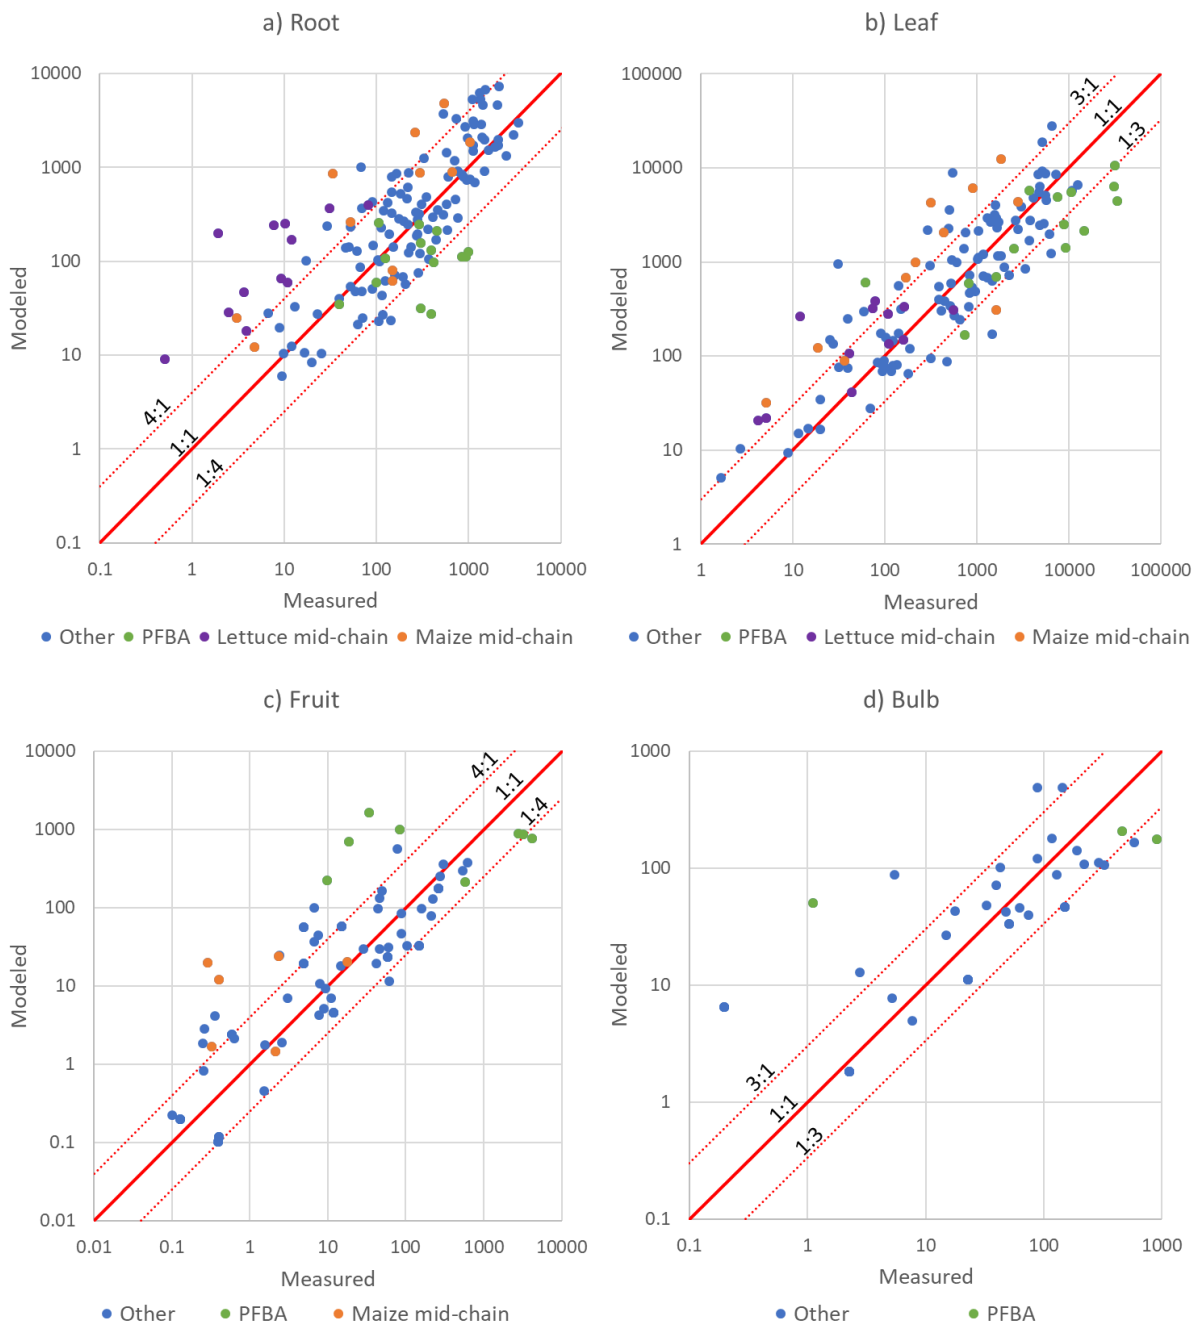 a) Root
10000
1000
100
10
1
0.1
Modeled
4:1
1:1
1:4
0.1 1 10 100 1000 10000
Measured
Other PFBA Lettuce mid-chain Maize mid-chain
b) Leaf
100000
10000
1000
100
10
1
Modeled
3:1
1:1
1:3
1 10 100 1000 10000 100000
Measured
Other PFBA Lettuce mid-chain Maize mid-chain
c) Fruit
10000
1000
100
10
1
0.1
0.01
Modeled
4:1
1:1
1:4
0.01 0.1 1 10 100 1000 10000
Measured
Other PFBA Maize mid-chain
d) Bulb
1000
100
10
1
0.1
Modeled
3:1
1:1
1:3
0.1 1 10 100 1000
Measured
Other PFBA